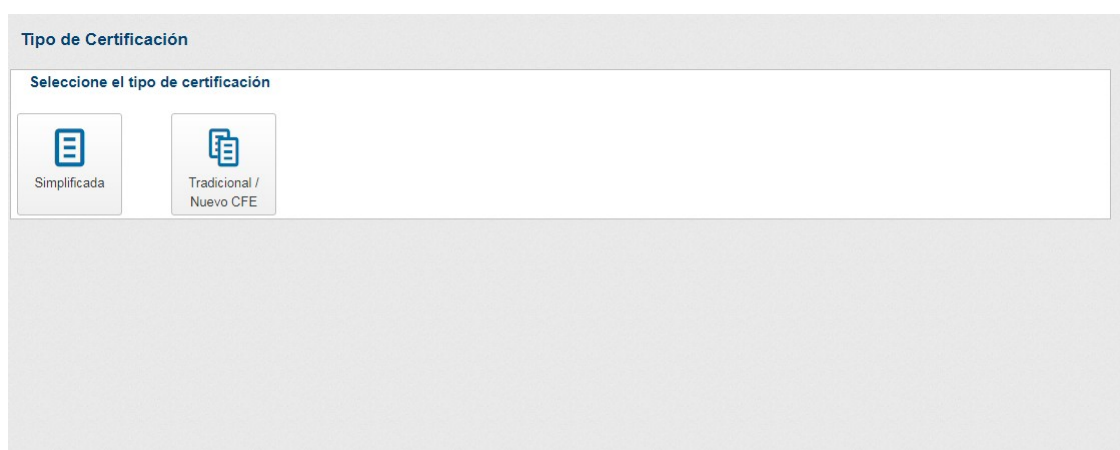 Tipo de Certificación
Seleccione el tipo de certificación
Simplificada
Tradicional /
Nuevo CFE